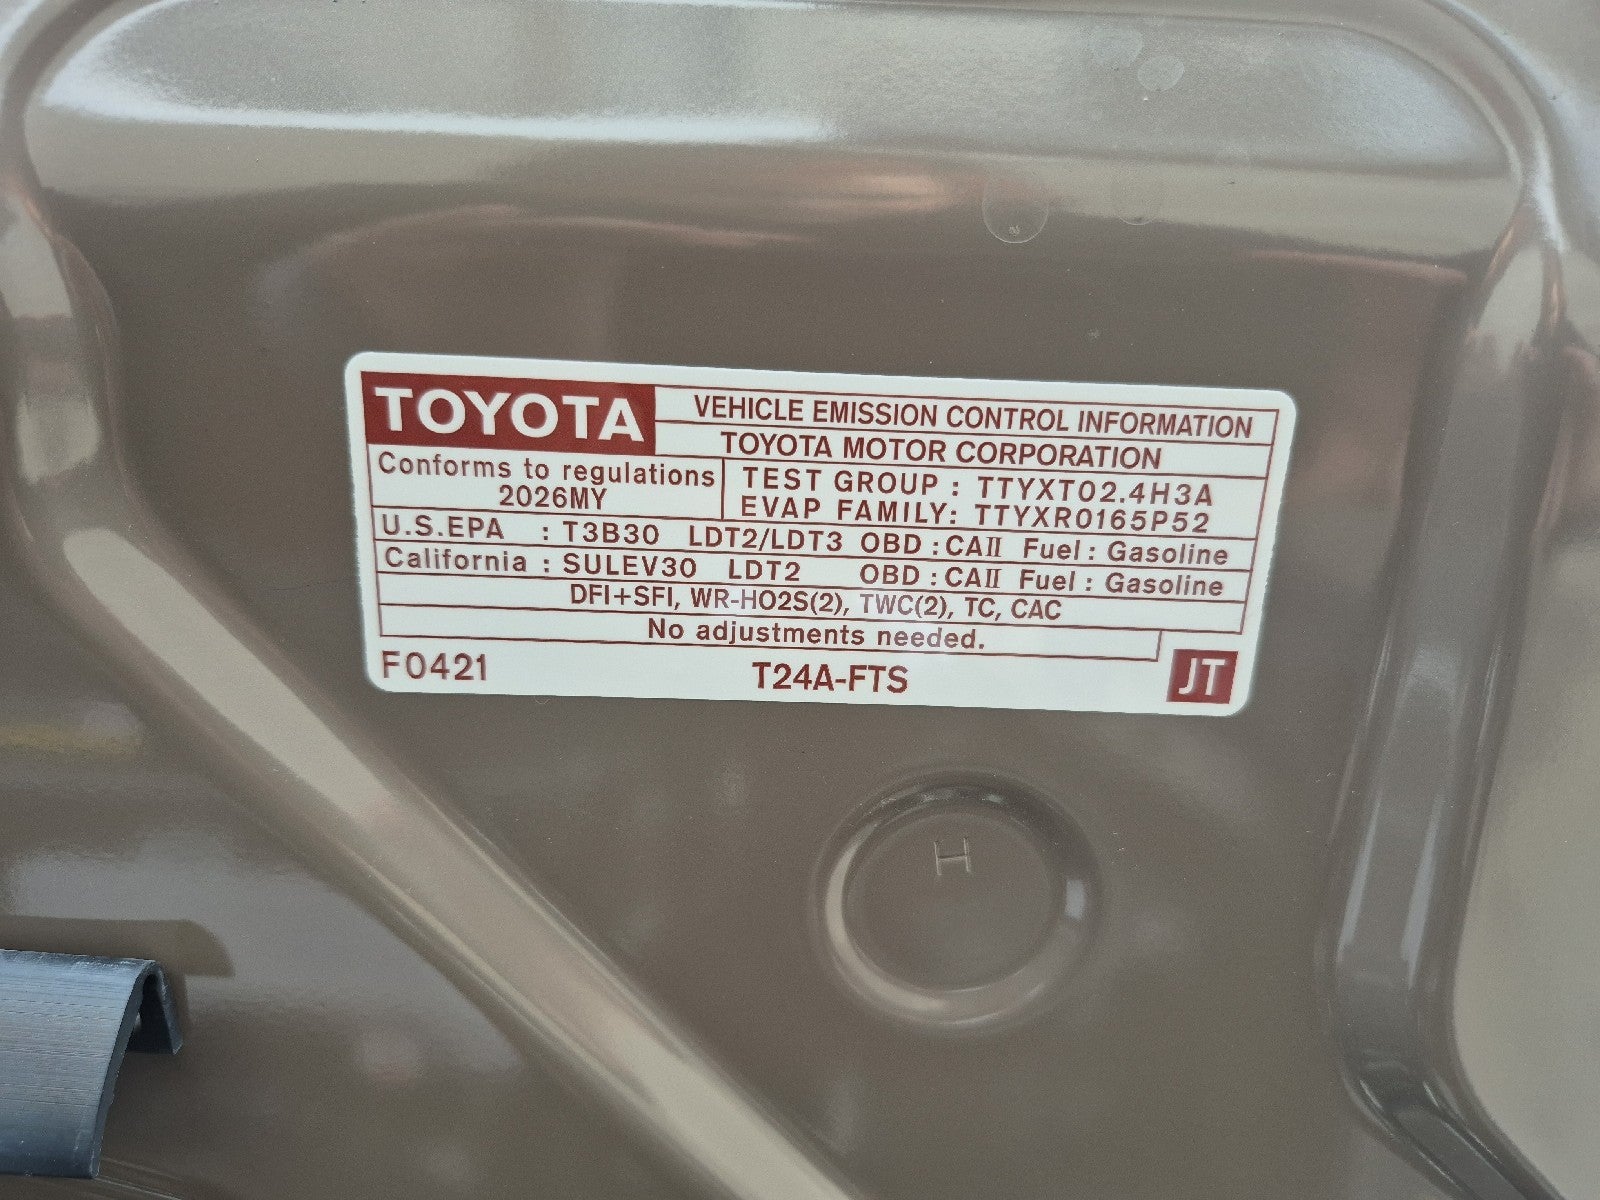 TOYOTA
VEHICLE EMISSION CONTROL INFORMATION
TOYOTA MOTOR CORPORATION
Conforms to regulations
2026MY
TEST GROUP : TTYXT02.4H3A
EVAP FAMILY: TTYXR0165P52
U.S.EPA : T3B30 LDT2/LDT3 OBD : CAII Fuel : Gasoline
California : SULEV30 LDT2 OBD : CAII Fuel : Gasoline
DFI+SFI, WR-HO2S(2), TWC(2), TC, CAC
No adjustments needed.
F0421 T24A-FTS JT
H